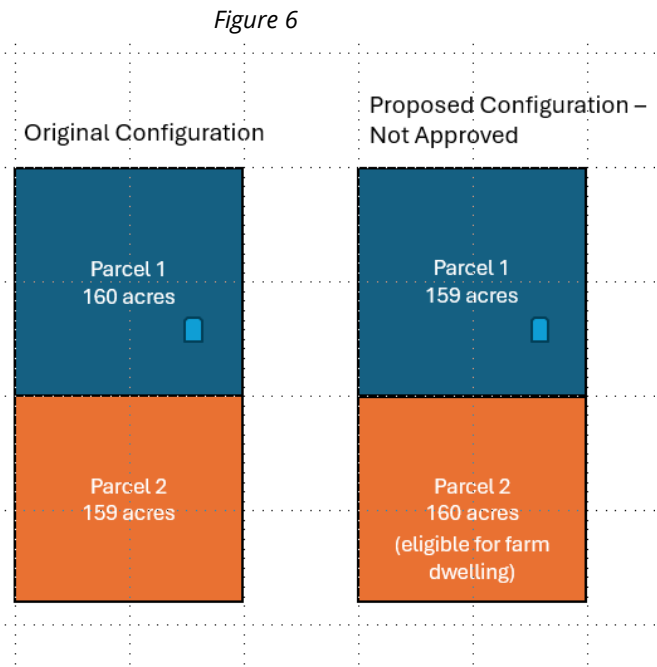 Figure 6
Original Configuration
Proposed Configuration –
Not Approved
Parcel 1
160 acres
Parcel 2
159 acres
Parcel 1
159 acres
Parcel 2
160 acres
(eligible for farm
dwelling)